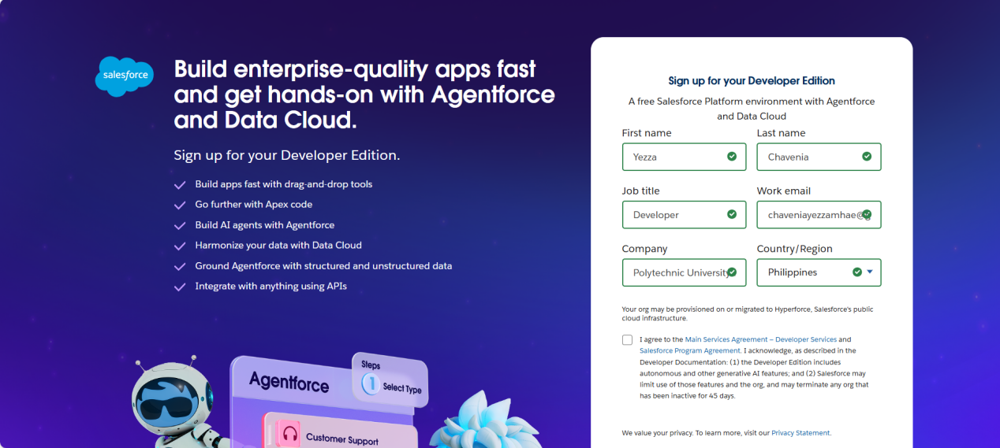 salesforce
Build enterprise-quality apps fast
and get hands-on with Agentforce
and Data Cloud.
Sign up for your Developer Edition.
Build apps fast with drag-and-drop tools
Go further with Apex code
Build AI agents with Agentforce
Harmonize your data with Data Cloud
Ground Agentforce with structured and unstructured data
Integrate with anything using APIs
Agentforce
Steps
1 Select Type
Customer Support
Sign up for your Developer Edition
A free Salesforce Platform environment with Agentforce
and Data Cloud
First name Last name
Yezza Chavenia
Job title Work email
Developer chaveniayezzamhae@
Company Country/Region
Polytechnic University Philippines
Your org may be provisioned on or migrated to Hyperforce, Salesforce's public
cloud infrastructure.
I agree to the Main Services Agreement – Developer Services and
Salesforce Program Agreement. I acknowledge, as described in the
Developer Documentation: (1) the Developer Edition includes
autonomous and other generative AI features; and (2) Salesforce may
limit use of those features and the org, and may terminate any org that
has been inactive for 45 days.
We value your privacy. To learn more, visit our Privacy Statement.